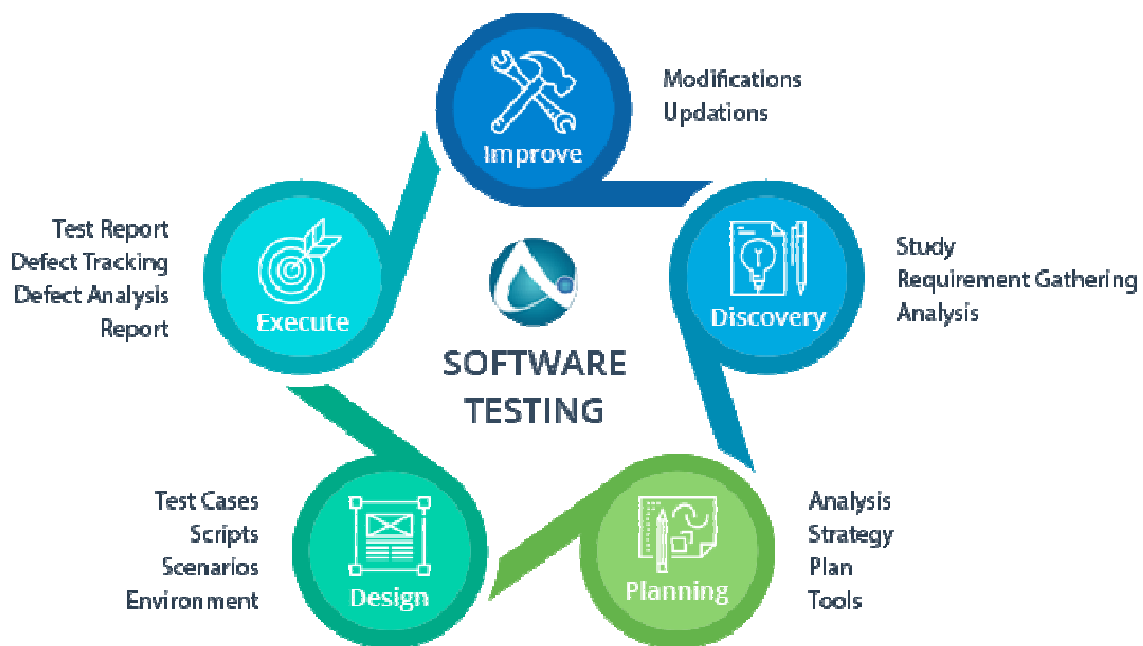 Improve
Modifications
Updations
Discovery
Study
Requirement Gathering
Analysis
Planning
Analysis
Strategy
Plan
Tools
Design
Test Cases
Scripts
Scenarios
Environment
Execute
Test Report
Defect Tracking
Defect Analysis
Report
SOFTWARE
TESTING